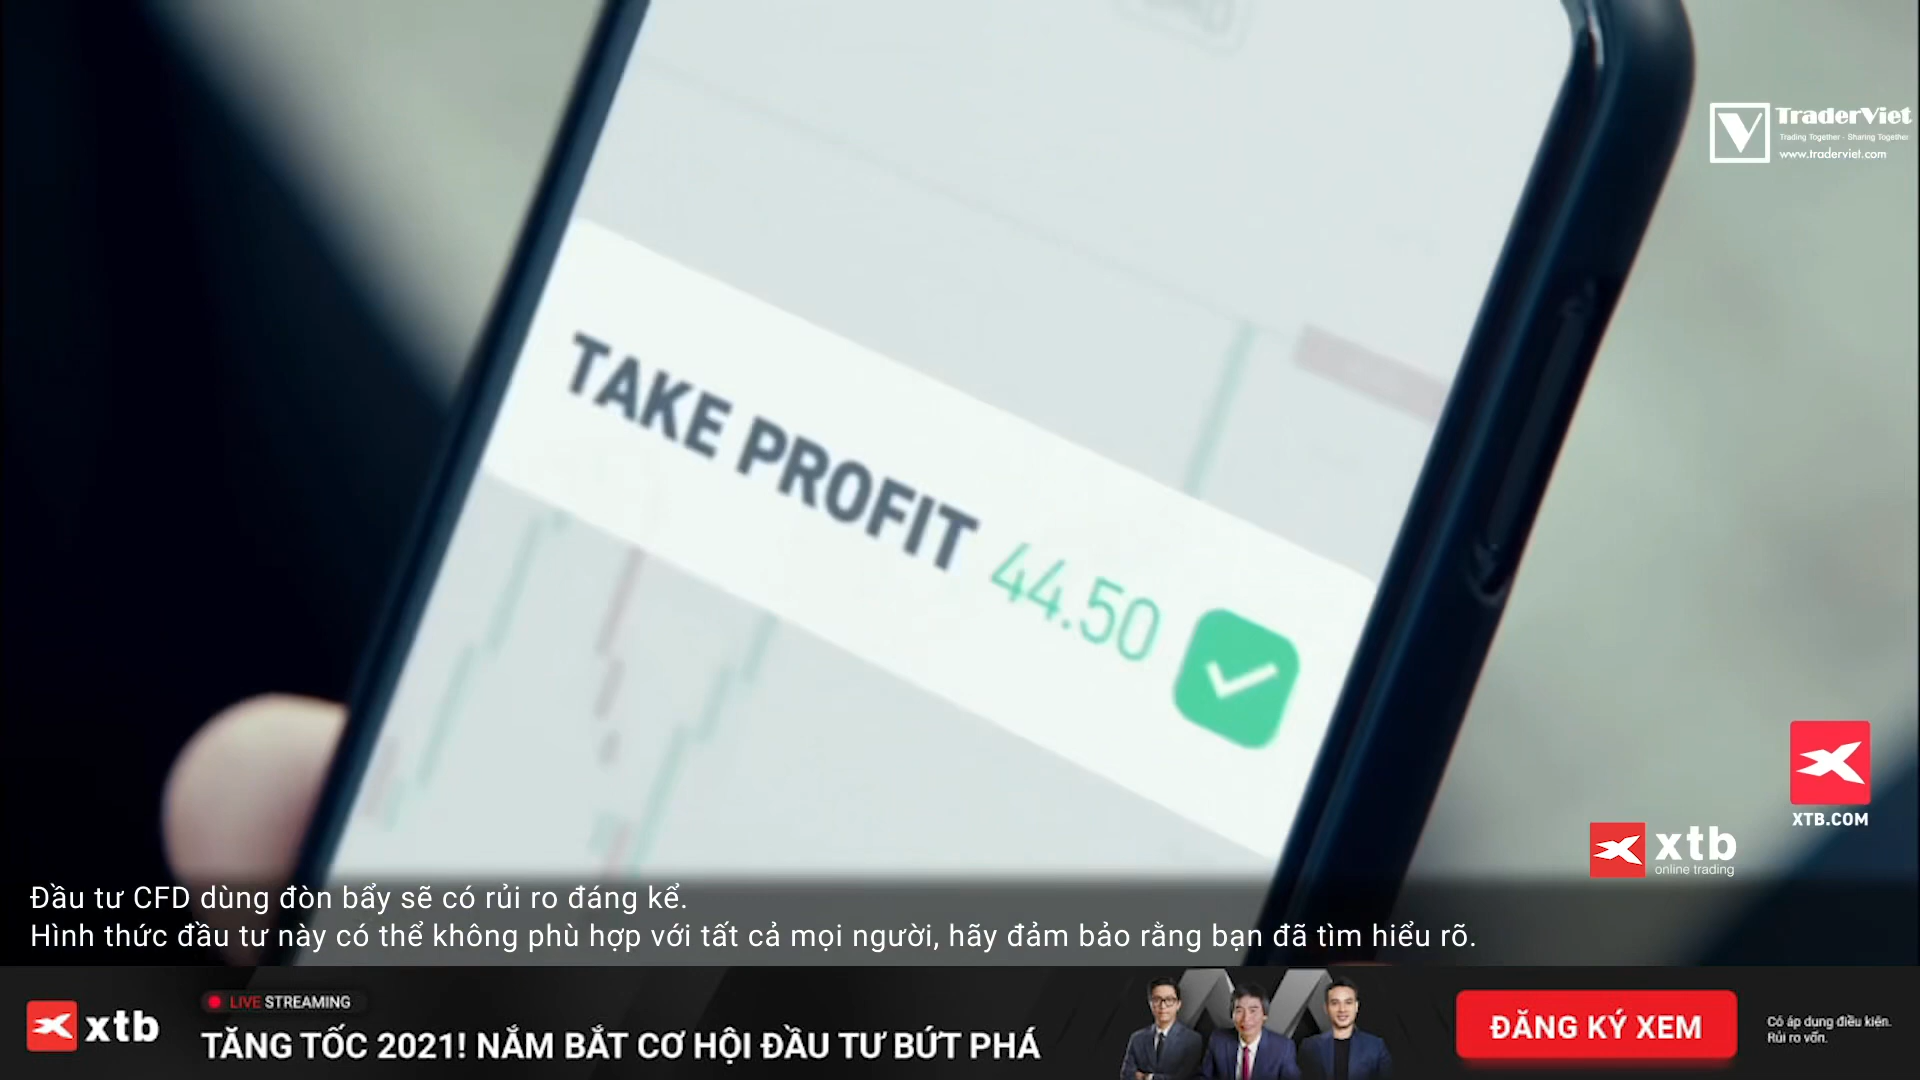 TraderViet
Trading Together - Sharing Together
www.traderviet.com
TAKE PROFIT 44.50
XTB.COM
xtb
online trading
Đầu tư CFD dùng đòn bẩy sẽ có rủi ro đáng kể.
Hình thức đầu tư này có thể không phù hợp với tất cả mọi người, hãy đảm bảo rằng bạn đã tìm hiểu rõ.
xtb
LIVE STREAMING
TĂNG TỐC 2021! NẮM BẮT CƠ HỘI ĐẦU TƯ BỨT PHÁ
ĐĂNG KÝ XEM
Có áp dụng điều kiện.
Rủi ro vốn.